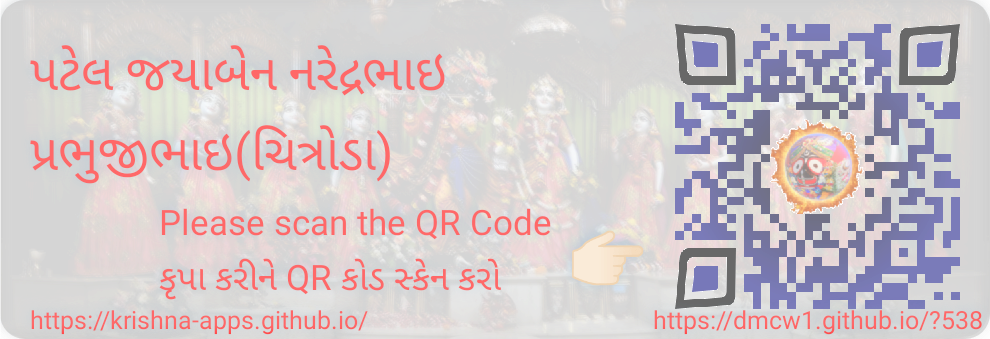 પટેલ જયાબેન નરેદ્રભાઇ
પ્રભુજીભાઇ(ચિત્રોડા)
Please scan the QR Code
કૃપા કરીને QR કોડ સ્કેન કરો
https://krishna-apps.github.io/
https://dmcw1.github.io/?538